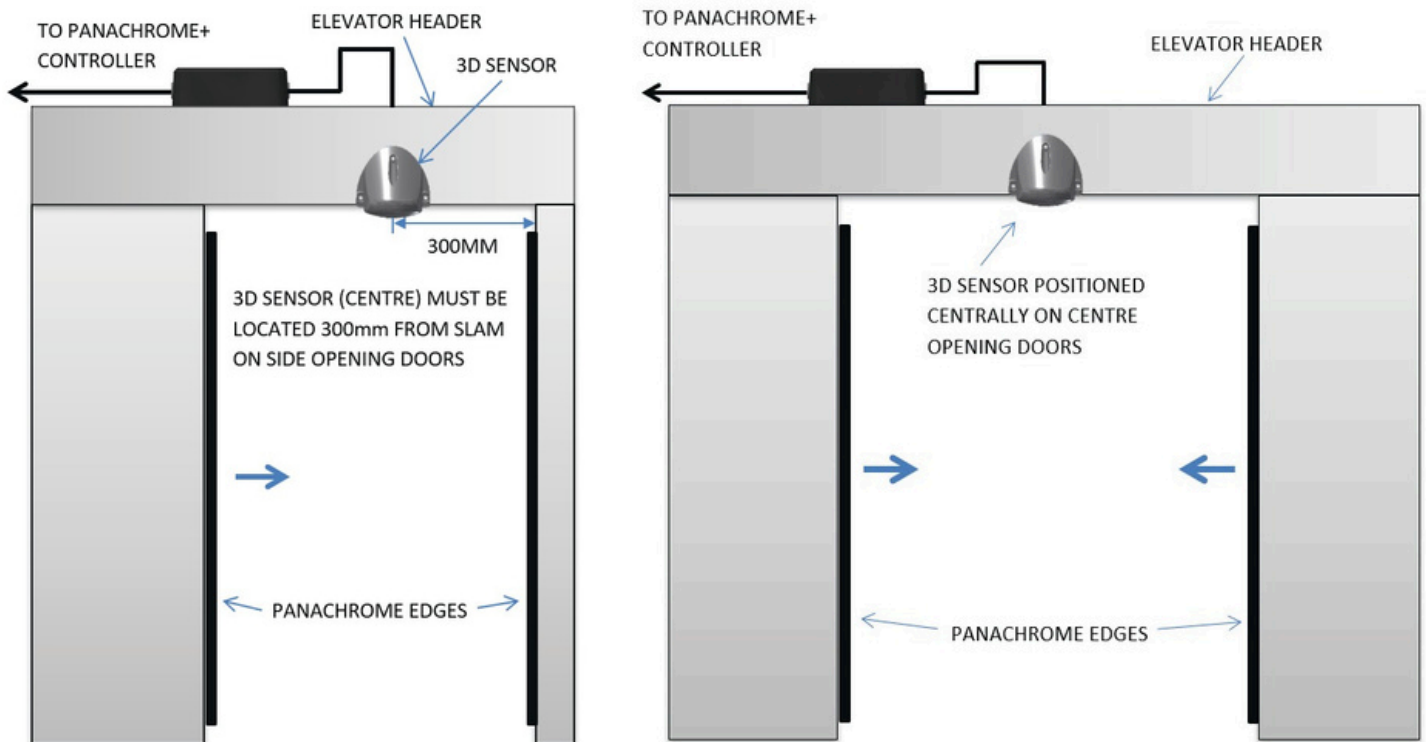 TO PANACHROME+
CONTROLLER
ELEVATOR HEADER
3D SENSOR
300MM
3D SENSOR (CENTRE) MUST BE
LOCATED 300mm FROM SLAM
ON SIDE OPENING DOORS
PANACHROME EDGES
TO PANACHROME+
CONTROLLER
ELEVATOR HEADER
3D SENSOR POSITIONED
CENTRALLY ON CENTRE
OPENING DOORS
PANACHROME EDGES